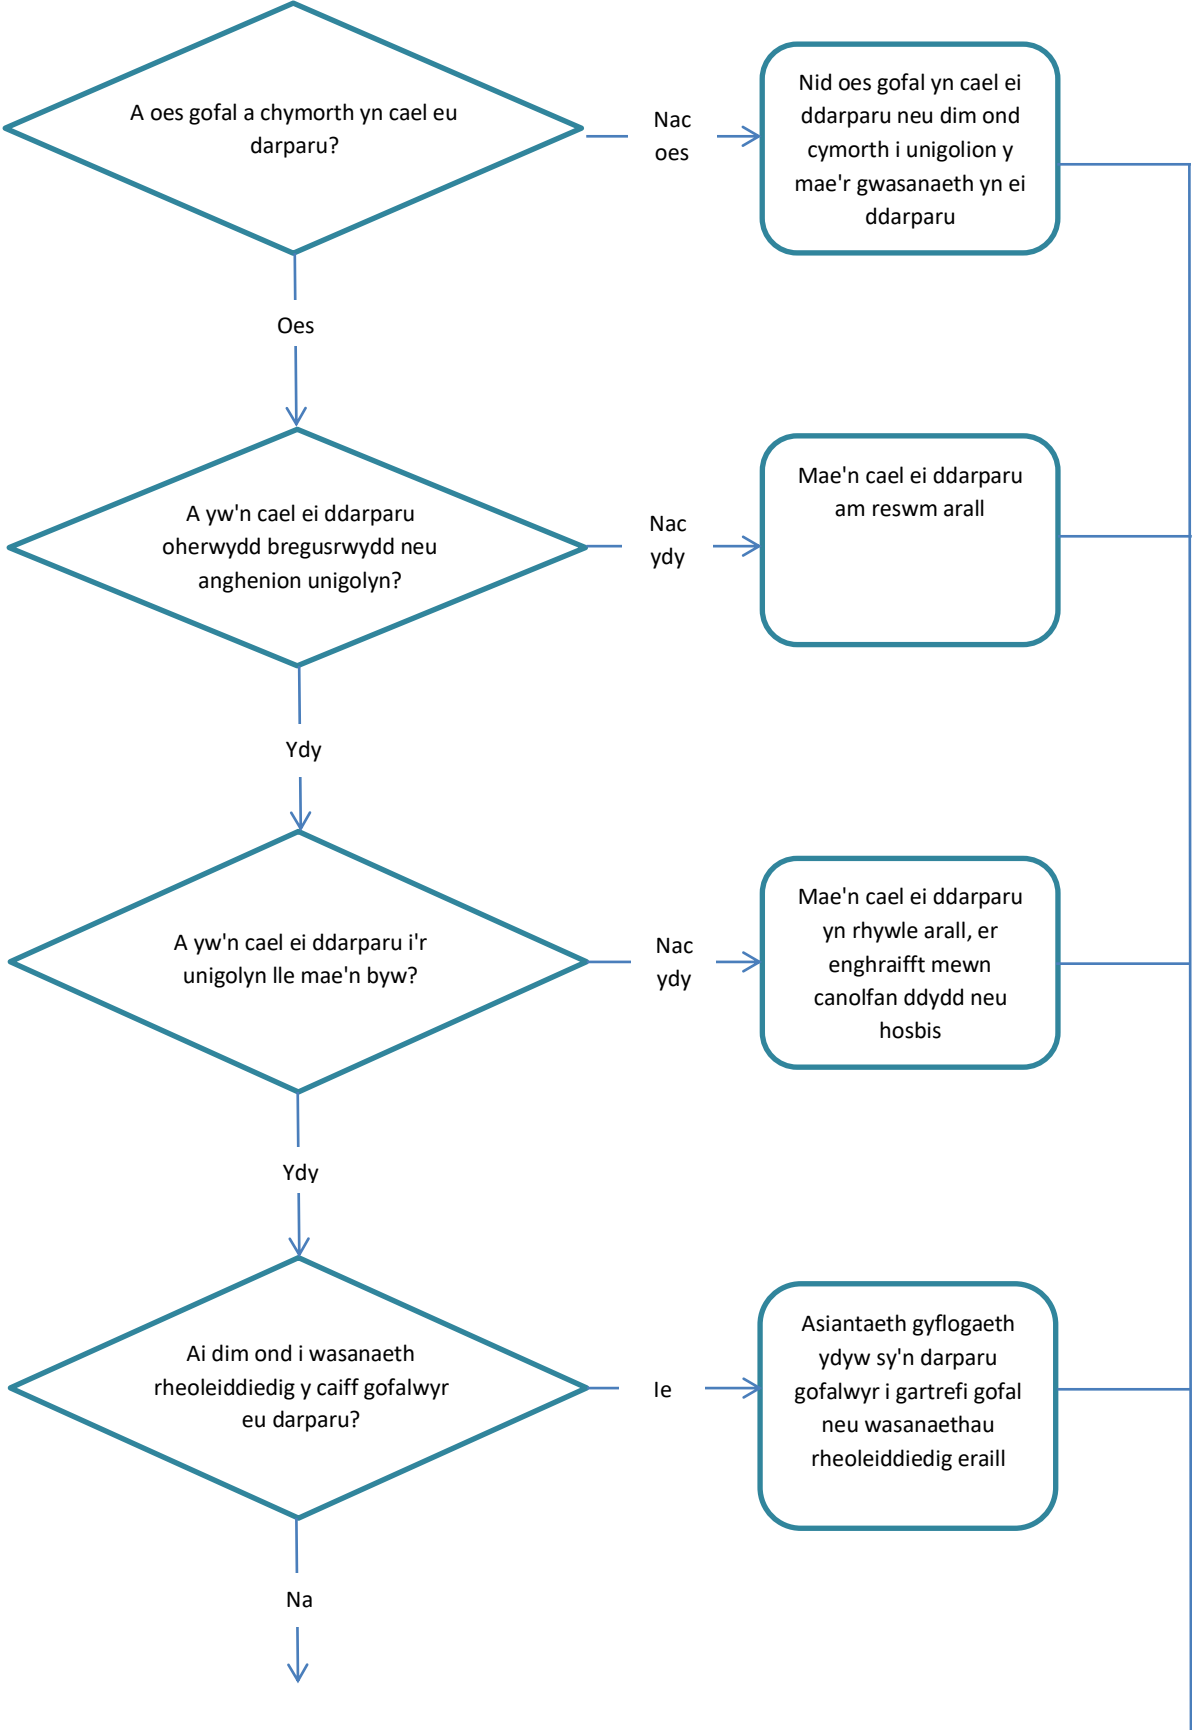 A oes gofal a chymorth yn cael eu
darparu?
Nac
oes
Nid oes gofal yn cael ei
ddarparu neu dim ond
cymorth i unigolion y
mae'r gwasanaeth yn ei
ddarparu
Oes
A yw'n cael ei ddarparu
oherwydd bregusrwydd neu
anghenion unigolyn?
Nac
ydy
Mae'n cael ei ddarparu
am reswm arall
Ydy
A yw'n cael ei ddarparu i'r
unigolyn lle mae'n byw?
Nac
ydy
Mae'n cael ei ddarparu
yn rhywle arall, er
enghraifft mewn
canolfan ddydd neu
hosbis
Ydy
Ai dim ond i wasanaeth
rheoleiddiedig y caiff gofalwyr
eu darparu?
Ie
Asiantaeth gyflogaeth
ydyw sy'n darparu
gofalwyr i gartrefi gofal
neu wasanaethau
rheoleiddiedig eraill
Na